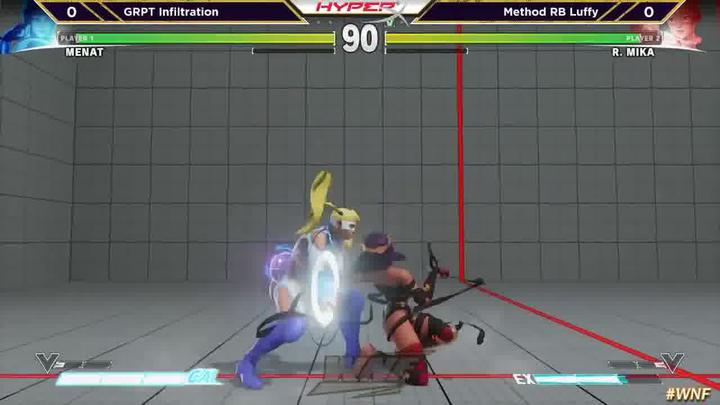 0 GRPT Infiltration HYPER Method RB Luffy 0
PLAYER 1 90 PLAYER 2
MENAT R. MIKA
V V
CA EX
#WNF